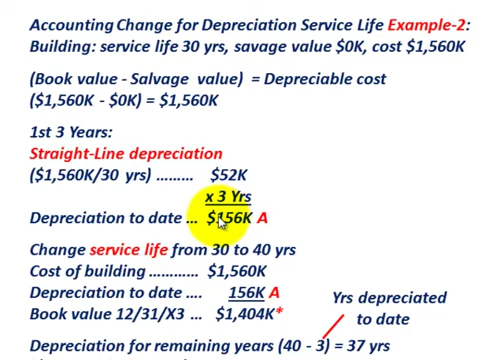 Accounting Change for Depreciation Service Life Example-2:
Building: service life 30 yrs, savage value $0K, cost $1,560K
(Book value - Salvage value) = Depreciable cost
($1,560K - $0K) = $1,560K
1st 3 Years:
Straight-Line depreciation
($1,560K/30 yrs) ......... $52K
x 3 Yrs
Depreciation to date ... $156K A
Change service life from 30 to 40 yrs
Cost of building ............ $1,560K
Depreciation to date .... 156K A
Book value 12/31/X3 ... $1,404K*
Yrs depreciated
to date
Depreciation for remaining years (40 - 3) = 37 yrs